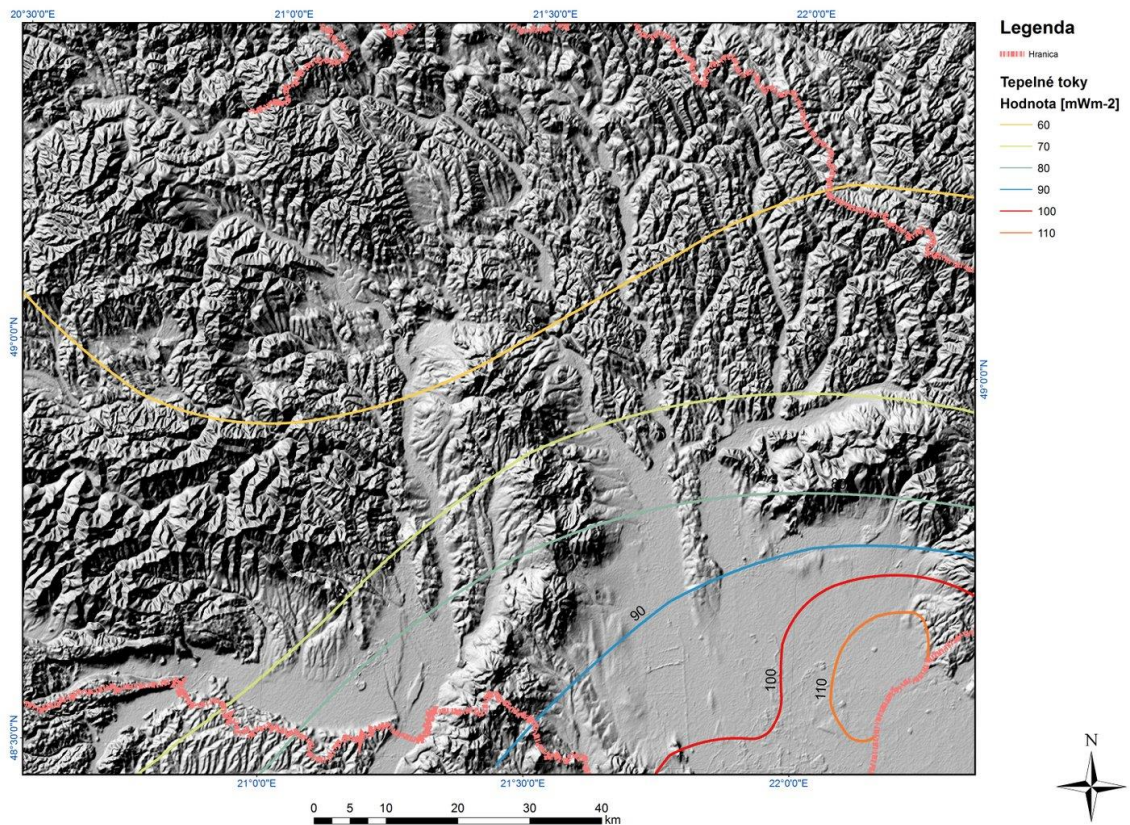 20°30'0"E 21°0'0"E 21°30'0"E 22°0'0"E
Legenda
Hranica
Tepelné toky
Hodnota [mWm-2]
60
70
80
90
100
110
49°0'0"N
49°0'0"N
90
100
110
48°30'0"N
N
21°0'0"E 21°30'0"E 22°0'0"E
0 5 10 20 30 40
km